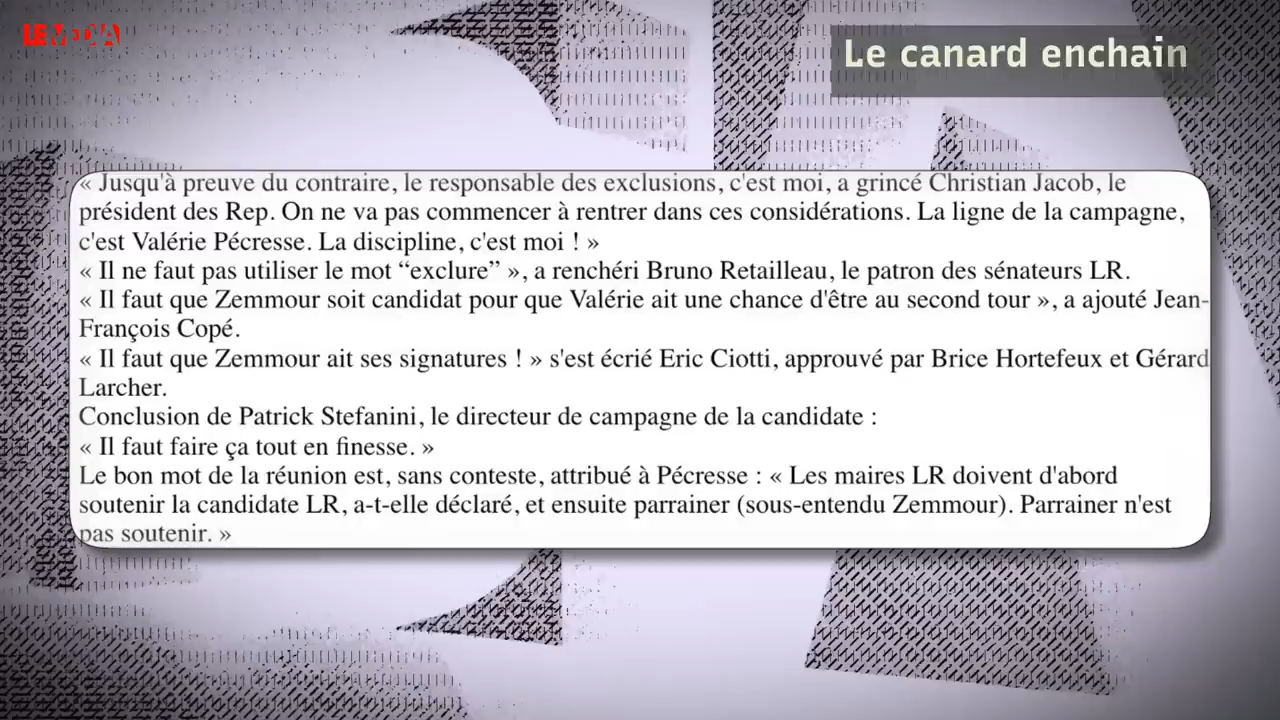 LEMEDIA
Le canard enchain
« Jusqu'à preuve du contraire, le responsable des exclusions, c'est moi, a grincé Christian Jacob, le
président des Rep. On ne va pas commencer à rentrer dans ces considérations. La ligne de la campagne,
c'est Valérie Pécresse. La discipline, c'est moi ! »
« Il ne faut pas utiliser le mot “exclure” », a renchéri Bruno Retailleau, le patron des sénateurs LR.
« Il faut que Zemmour soit candidat pour que Valérie ait une chance d'être au second tour », a ajouté Jean-
François Copé.
« Il faut que Zemmour ait ses signatures ! » s'est écrié Eric Ciotti, approuvé par Brice Hortefeux et Gérard
Larcher.
Conclusion de Patrick Stefanini, le directeur de campagne de la candidate :
« Il faut faire ça tout en finesse. »
Le bon mot de la réunion est, sans conteste, attribué à Pécresse : « Les maires LR doivent d'abord
soutenir la candidate LR, a-t-elle déclaré, et ensuite parrainer (sous-entendu Zemmour). Parrainer n'est
pas soutenir. »